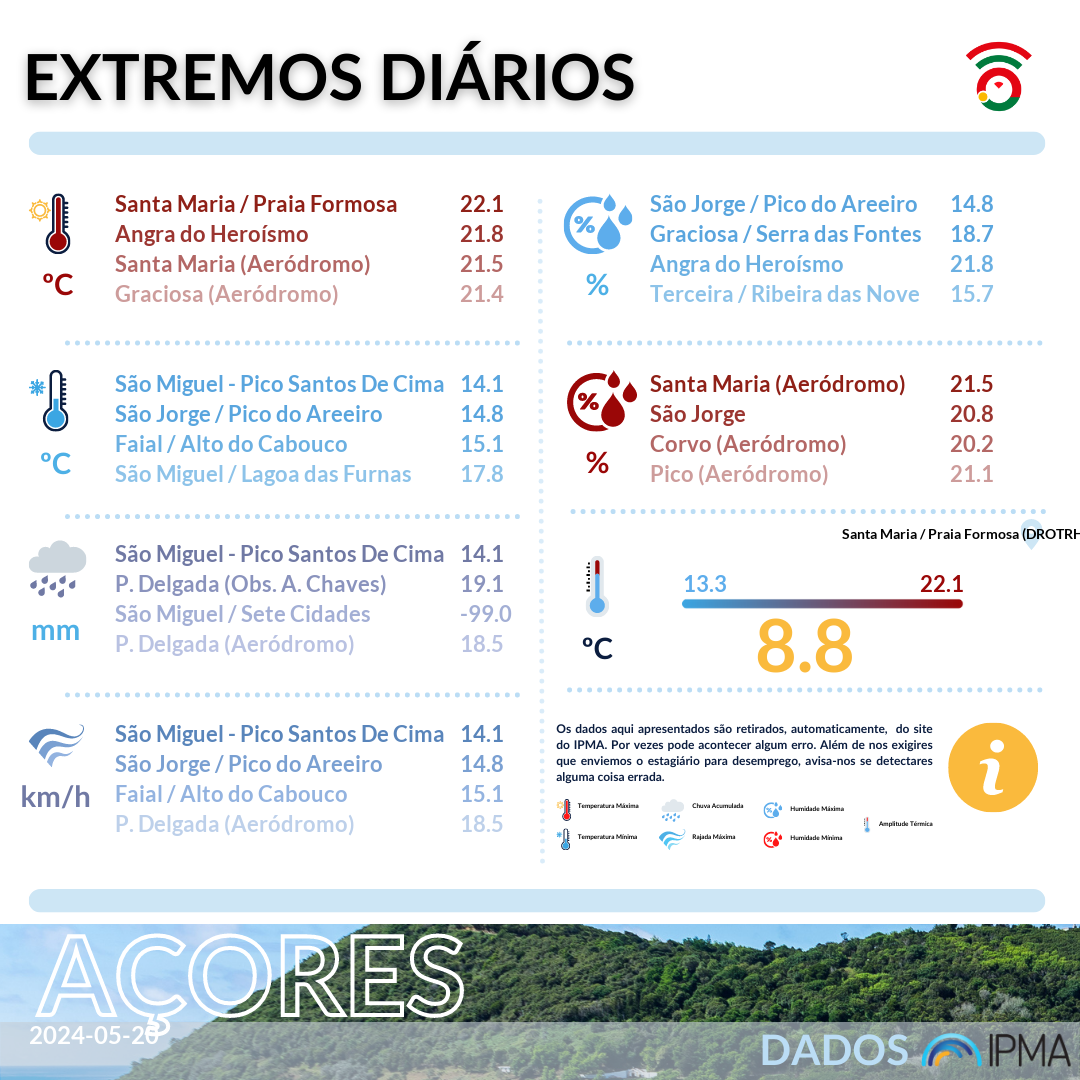 EXTREMOS DIÁRIOS
Santa Maria / Praia Formosa 22.1
Angra do Heroísmo 21.8
Santa Maria (Aeródromo) 21.5
Graciosa (Aeródromo) 21.4
ºC
São Miguel - Pico Santos De Cima 14.1
São Jorge / Pico do Areeiro 14.8
Faial / Alto do Cabouco 15.1
São Miguel / Lagoa das Furnas 17.8
ºC
São Miguel - Pico Santos De Cima 14.1
P. Delgada (Obs. A. Chaves) 19.1
São Miguel / Sete Cidades -99.0
P. Delgada (Aeródromo) 18.5
mm
São Miguel - Pico Santos De Cima 14.1
São Jorge / Pico do Areeiro 14.8
Faial / Alto do Cabouco 15.1
P. Delgada (Aeródromo) 18.5
km/h
São Jorge / Pico do Areeiro 14.8
Graciosa / Serra das Fontes 18.7
Angra do Heroísmo 21.8
Terceira / Ribeira das Nove 15.7
%
%
Santa Maria (Aeródromo) 21.5
São Jorge 20.8
Corvo (Aeródromo) 20.2
Pico (Aeródromo) 21.1
%
%
Santa Maria / Praia Formosa (DROTRH
13.3 22.1
8.8
ºC
Os dados aqui apresentados são retirados, automaticamente, do site
do IPMA. Por vezes pode acontecer algum erro. Além de nos exigires
que enviemos o estagiário para desemprego, avisa-nos se detectares
alguma coisa errada.
i
Temperatura Máxima Chuva Acumulada Humidade Máxima
Amplitude Térmica
Temperatura Mínima Rajada Máxima Humidade Mínima
AÇORES
2024-05-20
DADOS IPMA